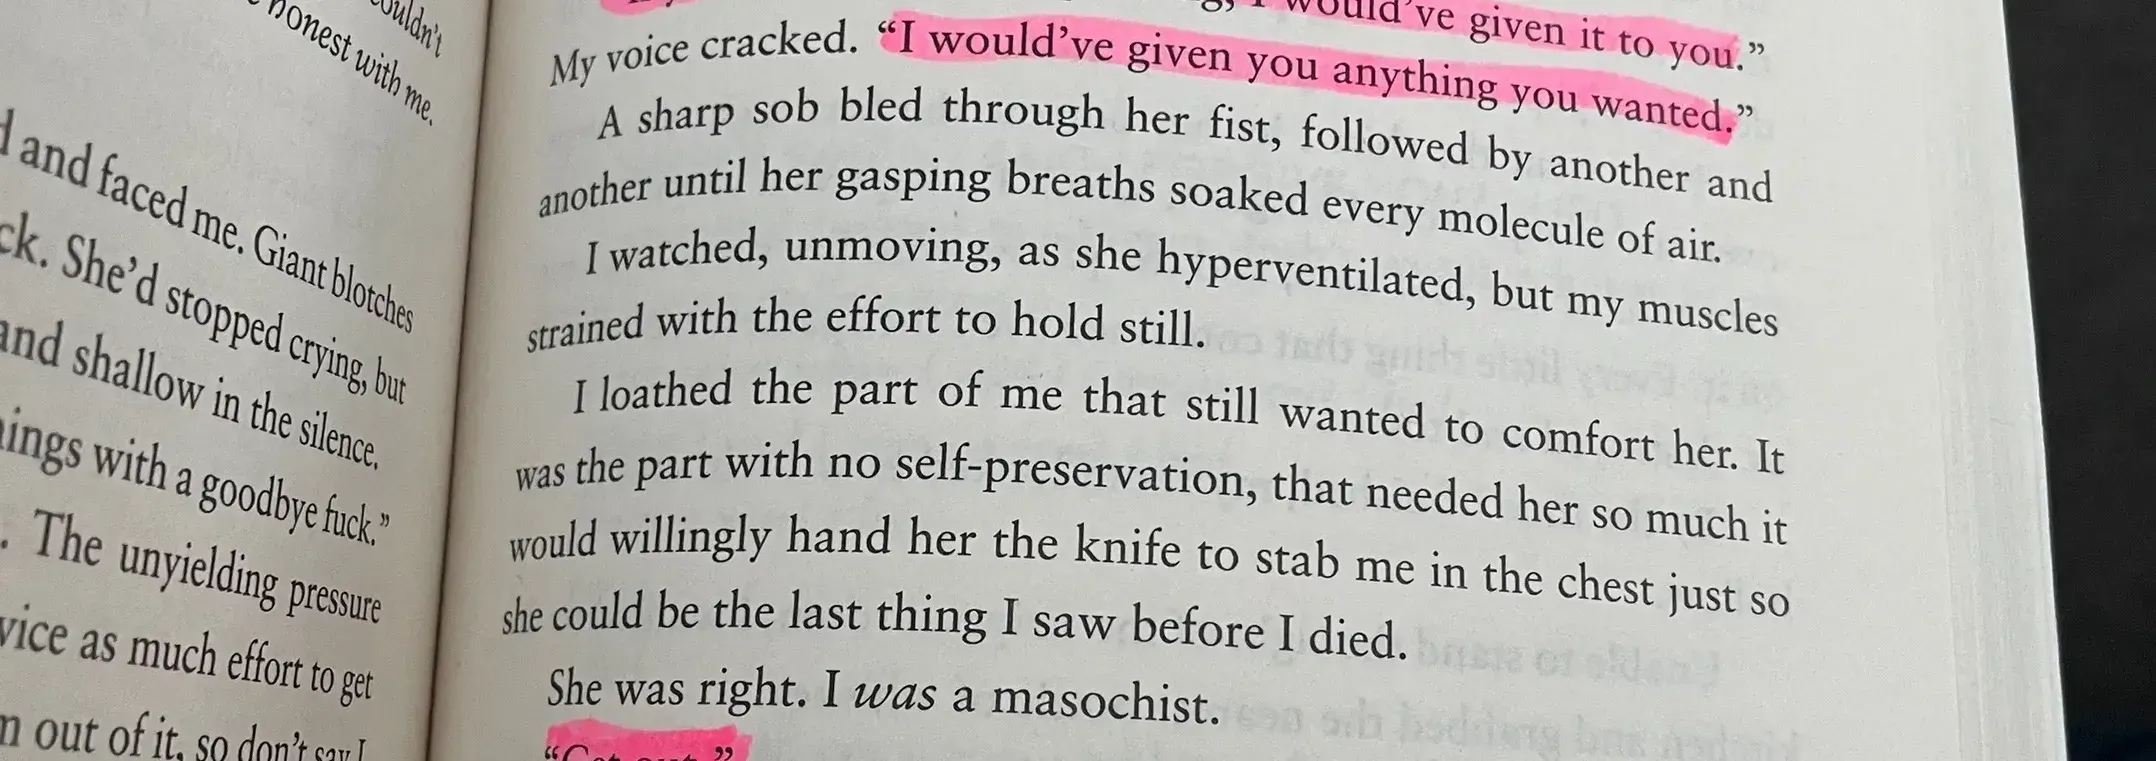 couldn't
honest with me.
and faced me. Giant blotches
She'd stopped crying, but
and shallow in the silence.
with a goodbye fuck.”
. The unyielding pressure
as much effort to get
out of it, so don't say I
would've given it to you.”
My voice cracked. “I would've given you anything you wanted.”
A sharp sob bled through her fist, followed by another and
another until her gasping breaths soaked every molecule of air.
I watched, unmoving, as she hyperventilated, but my muscles
strained with the effort to hold still.
I loathed the part of me that still wanted to comfort her. It
was the part with no self-preservation, that needed her so much it
would willingly hand her the knife to stab me in the chest just so
she could be the last thing I saw before I died.
She was right. I was a masochist.
“Get out.”